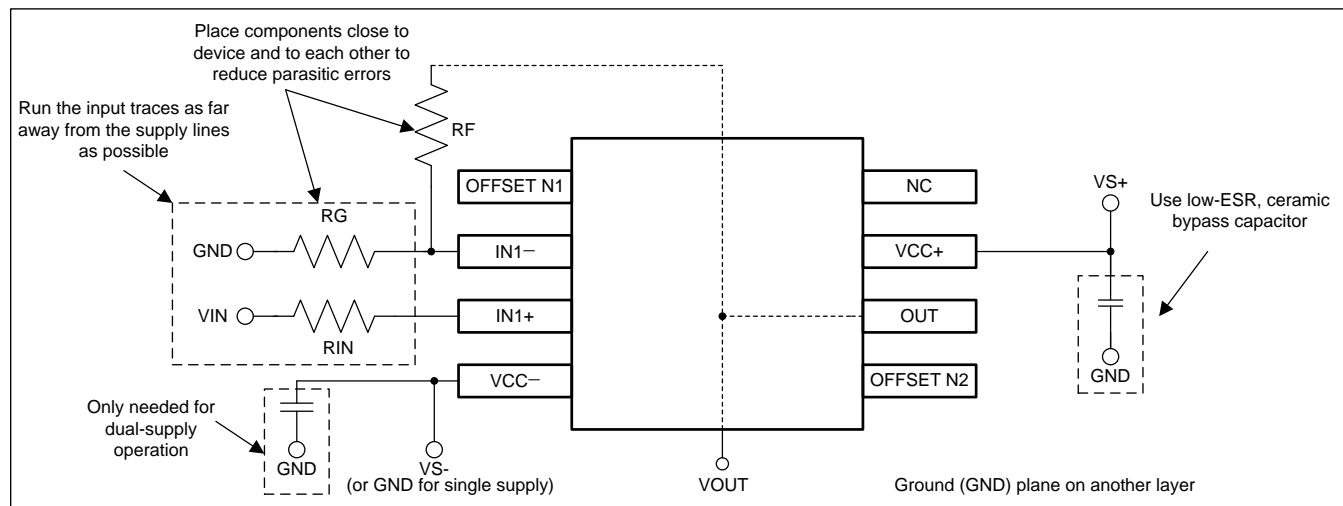 Place components close to
device and to each other to
reduce parasitic errors
Run the input traces as far
away from the supply lines
as possible
RF
OFFSET N1
NC
VS+
Use low-ESR, ceramic
bypass capacitor
RG
GND
IN1−
VCC+
VIN
IN1+
OUT
RIN
VCC−
OFFSET N2
GND
Only needed for
dual-supply
operation
GND
VS-
(or GND for single supply)
VOUT
Ground (GND) plane on another layer